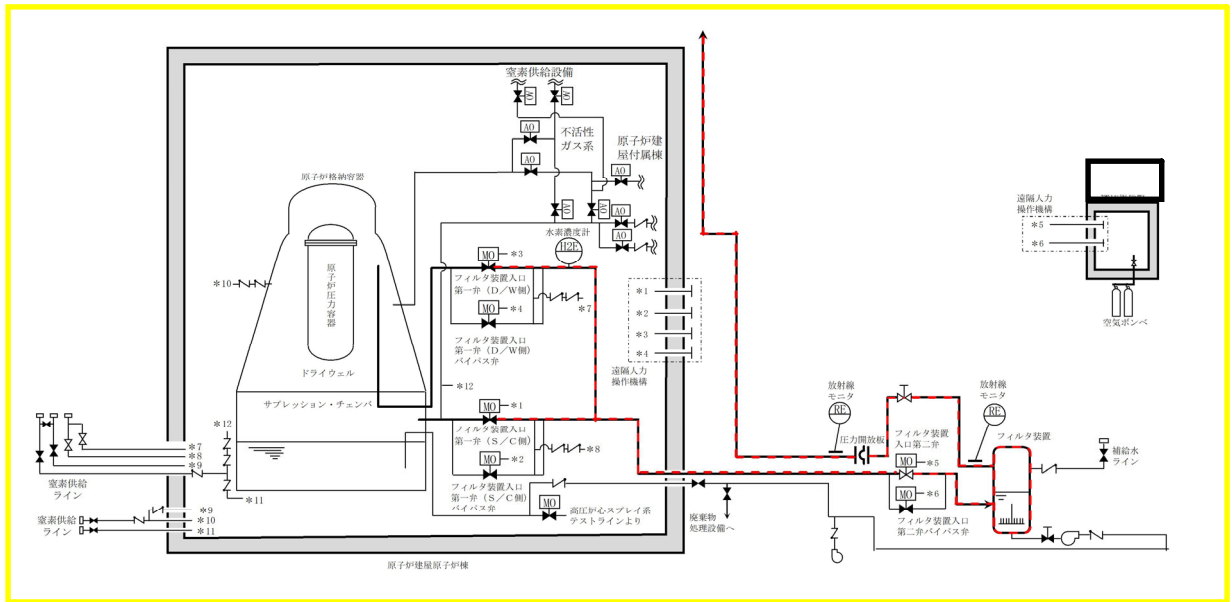 窒素供給設備
AO
AO
AO
不活性
ガス系
AO
原子炉建
屋付属棟
AO
原子炉格納容器
AO
AO
AO
AO
水素濃度計
H2E
MO
*3
原子炉圧力容器
フィルタ装置入口
第一弁（D／W側）
MO
*4
*7
*10
フィルタ装置入口
第一弁（D／W側）
バイパス弁
ドライウェル
*12
サプレッション・チェンバ
MO
*1
フィルタ装置入口
第一弁（S／C側）
MO
*2
*8
フィルタ装置入口
第一弁（S／C側）
バイパス弁
*12
*11
*7
*8
*9
窒素供給
ライン
*9
*10
*11
窒素供給
ライン
MO
高圧炉心スプレイ系
テストラインより
原子炉建屋原子炉棟
*1
*2
*3
*4
遠隔人力
操作機構
遠隔人力
操作機構
*5
*6
空気ボンベ
放射線
モニタ
RE
圧力開放板
放射線
モニタ
RE
フィルタ装置
入口第二弁
MO
*5
MO
*6
フィルタ装置入口
第二弁バイパス弁
フィルタ装置
補給水
ライン
廃棄物
処理設備へ